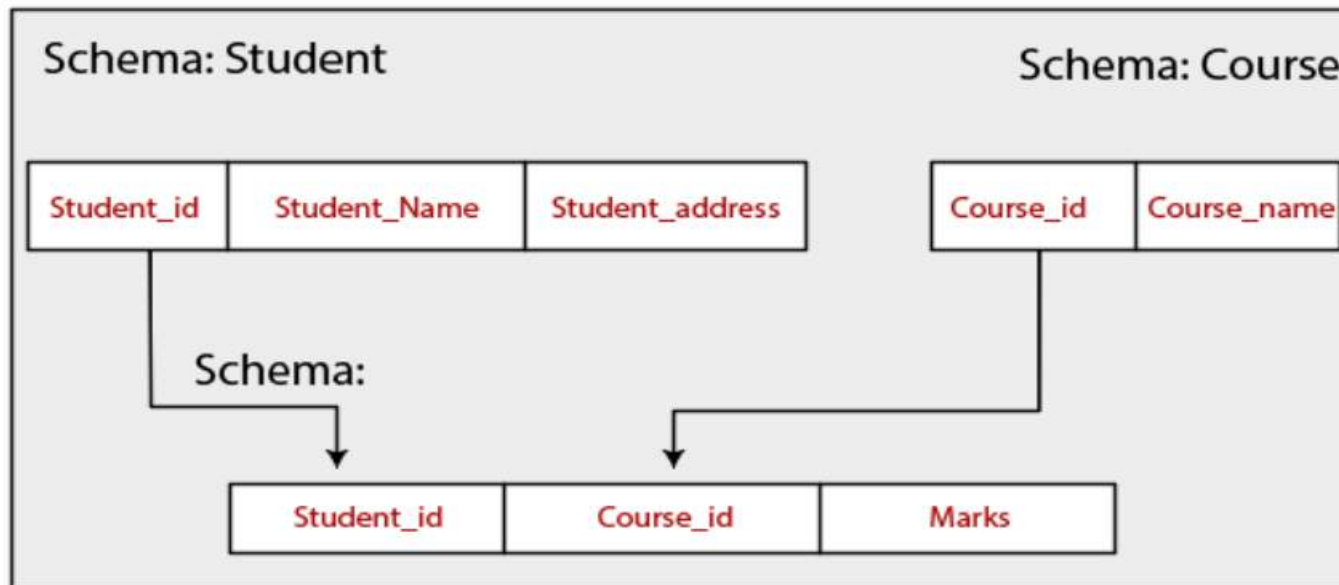 Schema: Student
Schema: Course
Student_id
Student_Name
Student_address
Course_id
Course_name
Schema:
Student_id
Course_id
Marks